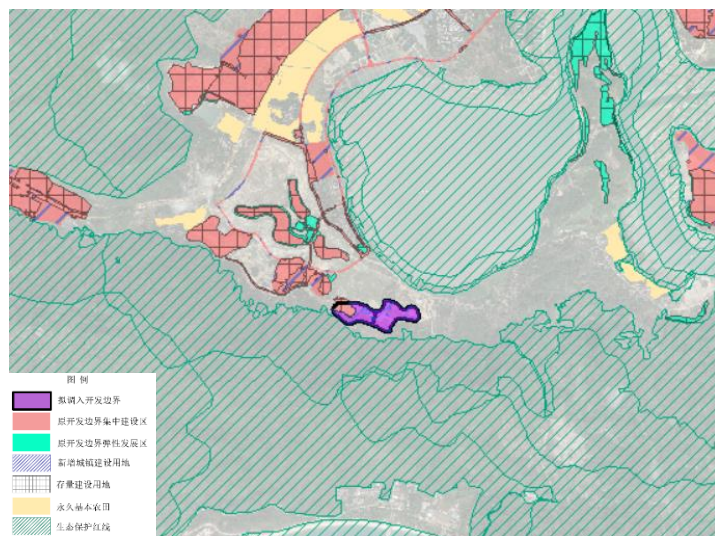 图 例
拟调入开发边界
原开发边界集中建设区
原开发边界弹性发展区
新增城镇建设用地
存量建设用地
永久基本农田
生态保护红线